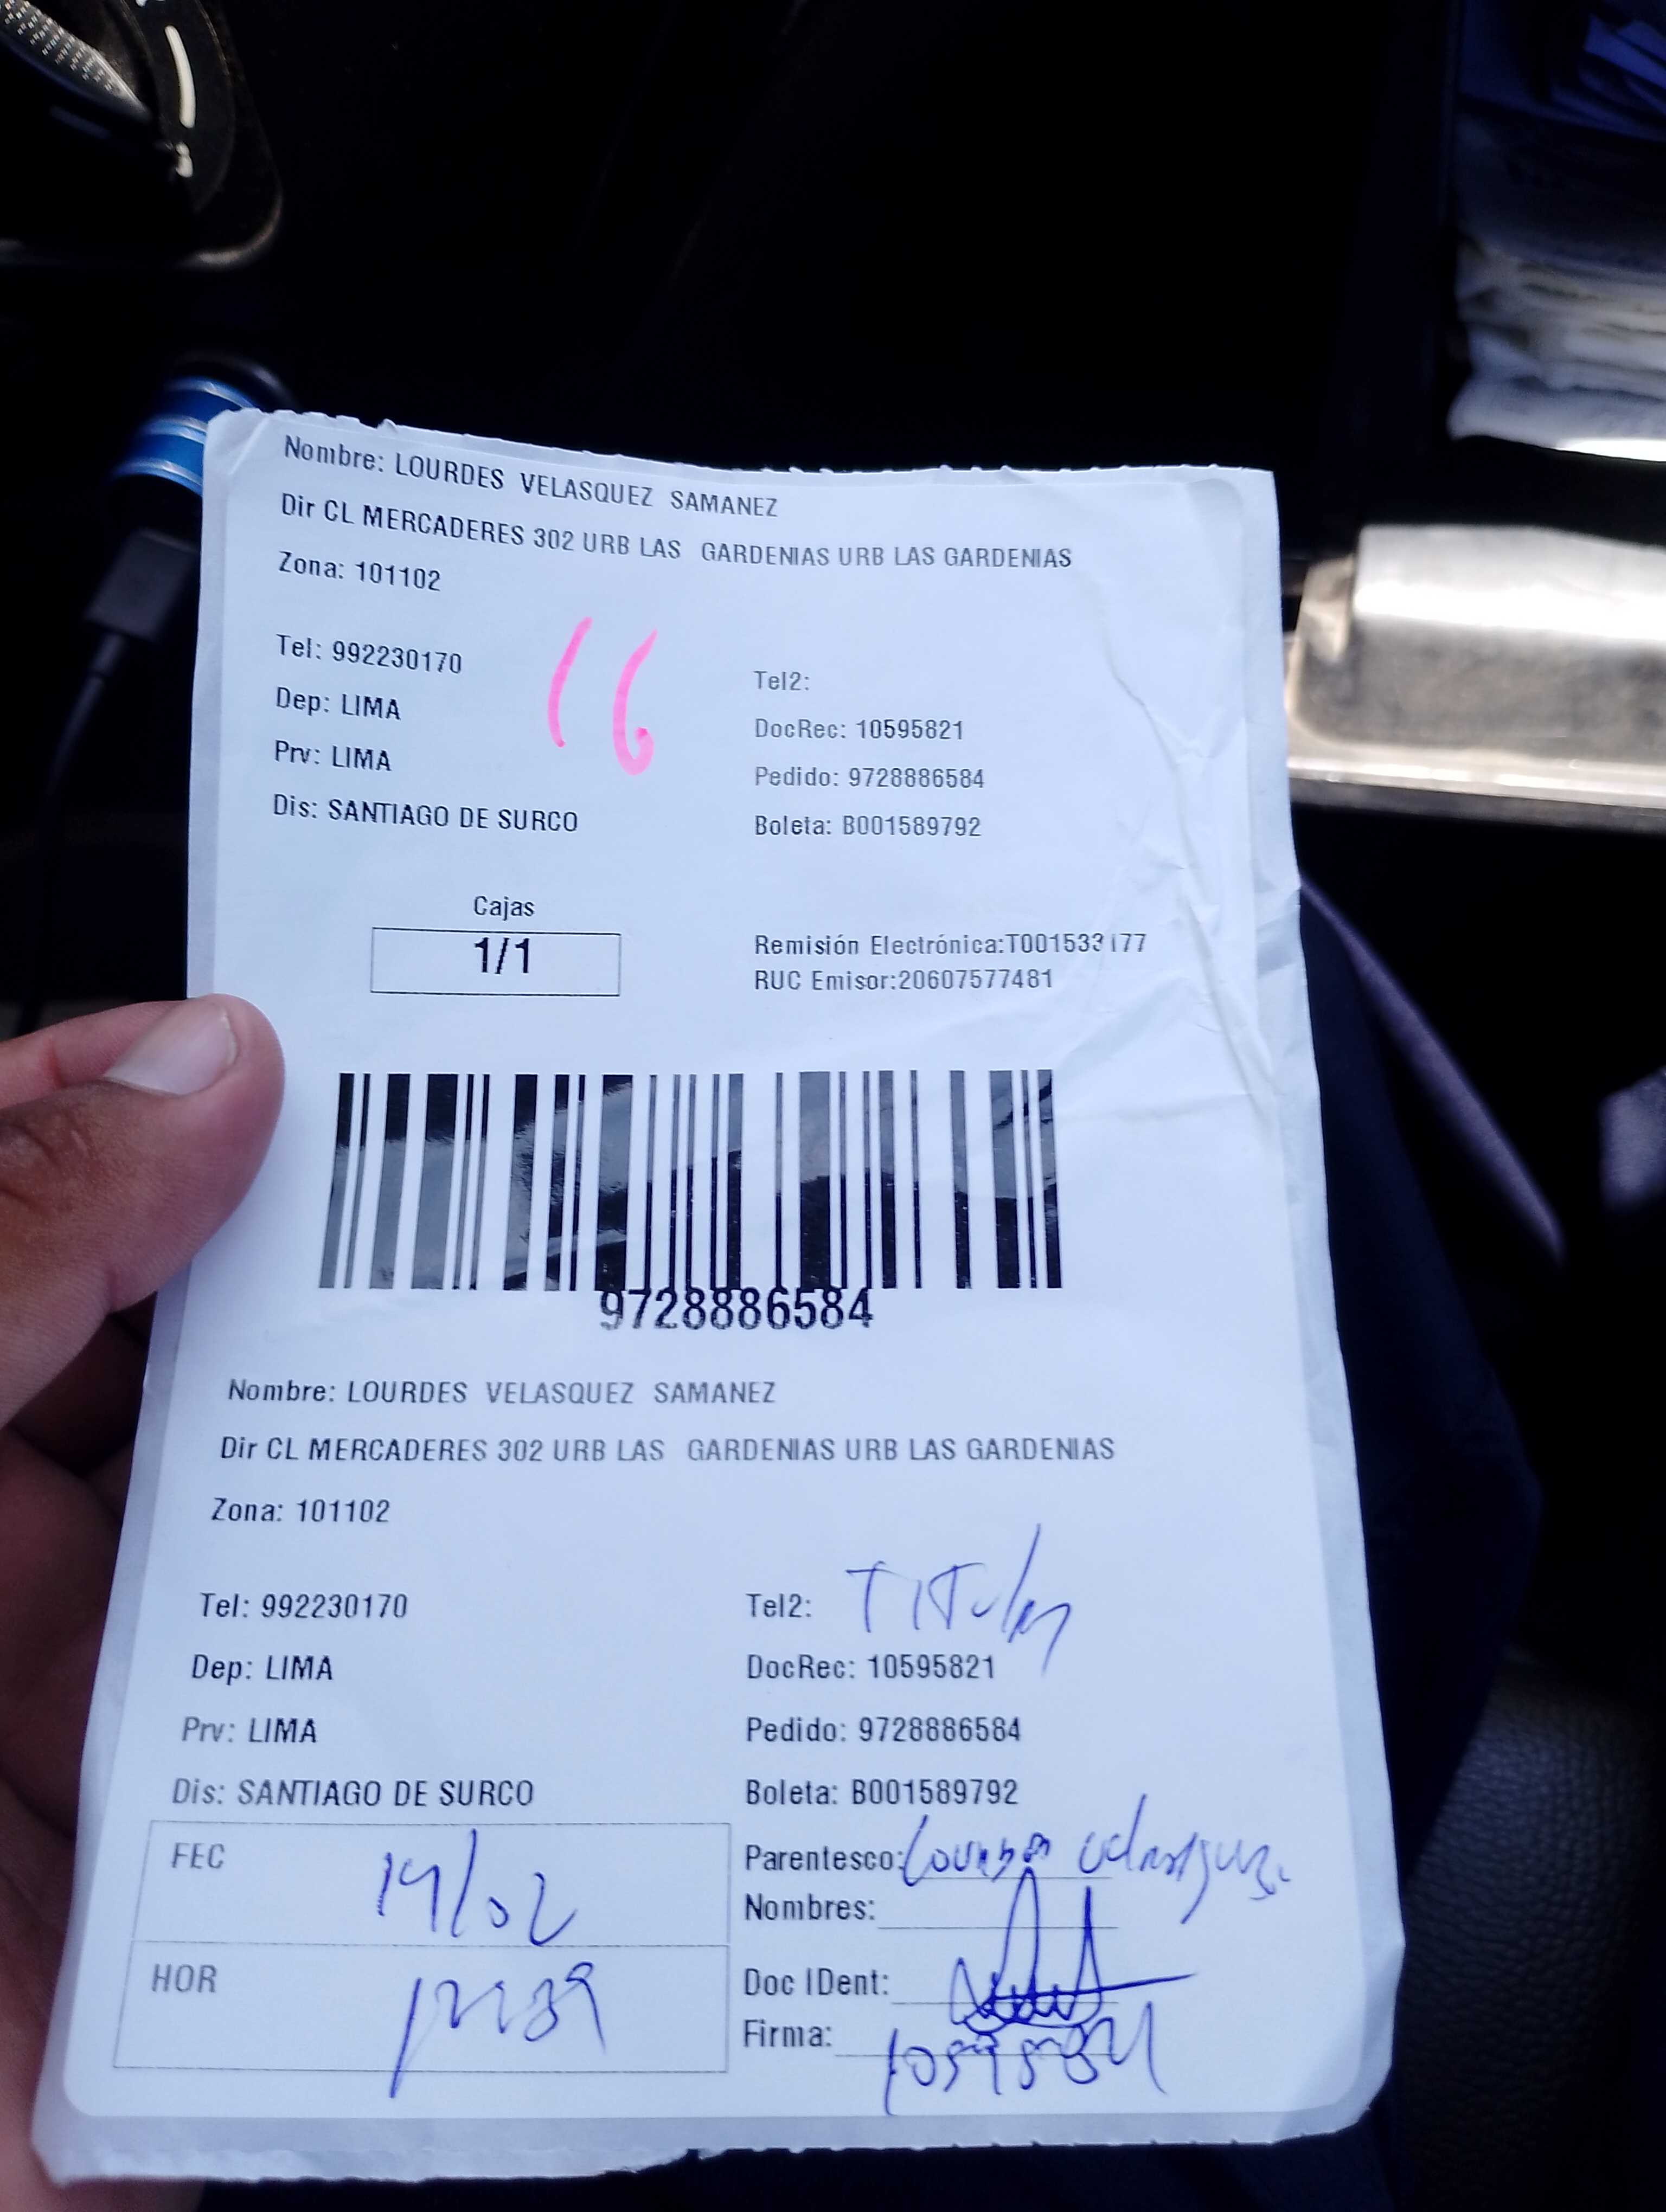 Nombre: LOURDES VELASQUEZ SAMANEZ
Dir CL MERCADERES 302 URB LAS GARDENIAS URB LAS GARDENIAS
Zona: 101102
16
Tel: 992230170
Tel2:
Dep: LIMA
DocRec: 10595821
Prv: LIMA
Pedido: 9728886584
Dis: SANTIAGO DE SURCO
Boleta: B001589792
Cajas
1/1
Remisión Electrónica:T001533177
RUC Emisor:20607577481
9728886584
Nombre: LOURDES VELASQUEZ SAMANEZ
Dir CL MERCADERES 302 URB LAS GARDENIAS URB LAS GARDENIAS
Zona: 101102
Tel: 992230170
Tel2: TITular
Dep: LIMA
DocRec: 10595821
Prv: LIMA
Pedido: 9728886584
Dis: SANTIAGO DE SURCO
Boleta: B001589792
FEC
Parentesco: Lourdes Velasquez
14/02
Nombres:
HOR
Doc IDent:
Firma:
10595821